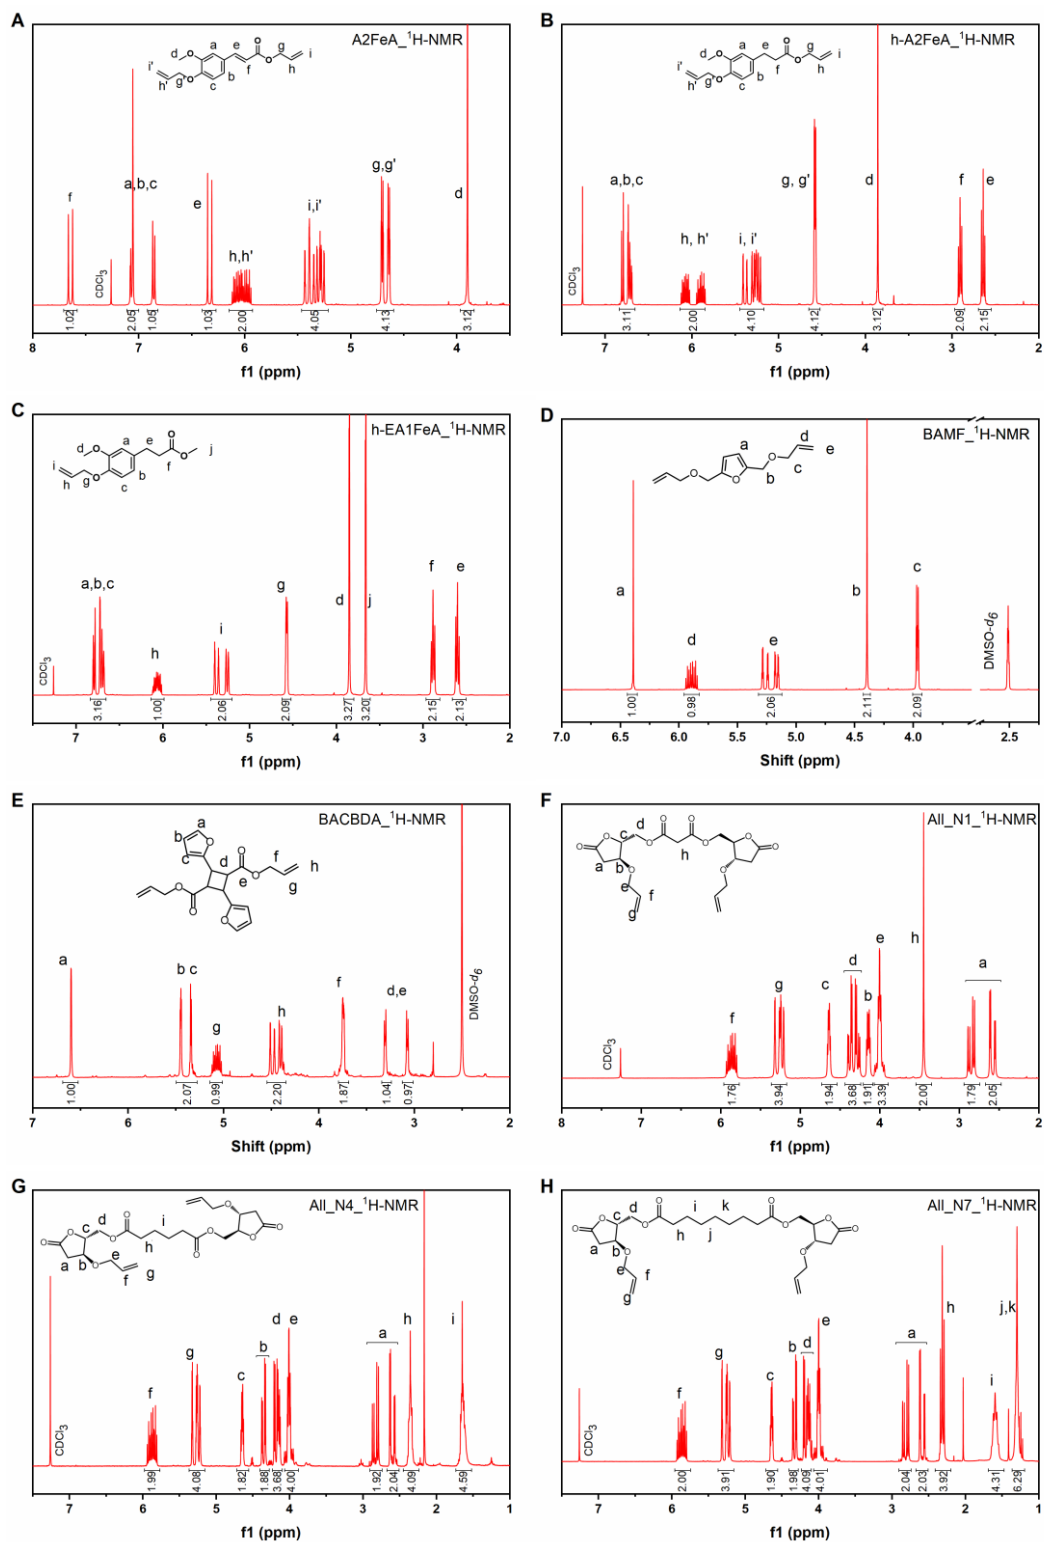 A
A2FeA_¹H-NMR
d O a e O g i
i' h' g' O c b f O h
f
CDCl₃
a,b,c
e
h,h'
i,i'
g,g'
d
1.02 2.05 1.05 1.03 2.00 4.05 4.13 3.12
8 7 6 5 4
f1 (ppm)
B
h-A2FeA_¹H-NMR
d O a e O g i
i' h' g' O c b f O h
a,b,c
h, h'
i, i'
g, g'
d
f
e
3.11 2.00 4.10 4.12 3.12 2.09 2.15
7 6 5 4 3 2
f1 (ppm)
C
h-EA1FeA_¹H-NMR
d O a e O j
i h g O c b f O
CDCl₃
a,b,c
h
i
g
d
j
f
e
3.16 1.00 2.06 2.09 3.27 3.20 2.15 2.13
7 6 5 4 3 2
f1 (ppm)
D
BAMF_¹H-NMR
a d e
O O O b c
a
d
e
b
c
DMSO-d₆
1.00 0.98 2.06 2.11 2.09
7.0 6.5 6.0 5.5 5.0 4.5 4.0 2.5
Shift (ppm)
E
BACBDA_¹H-NMR
a
b O
c d O f h
e O g
O O
O
a
b c
g
h
f
d,e
DMSO-d₆
1.00 2.07 0.99 2.20 1.87 1.04 0.97
6 5 4 3 2
Shift (ppm)
F
All_N1_¹H-NMR
O O c d O O O O O O
a b O h O
e f
g
CDCl₃
f
g
c
d
b
e
h
a
1.76 3.94 1.94 3.68 1.91 3.39 2.00 1.79 2.05
8 7 6 5 4 3 2
f1 (ppm)
G
All_N4_¹H-NMR
O
O O c d O O i O O O O
a b O h O
e f g
CDCl₃
f
g
c
b
d
e
a
h
i
1.99 4.08 1.82 1.88 3.68 4.00 1.92 2.04 4.09 4.59
7 6 5 4 3 2 1
f1 (ppm)
H
All_N7_¹H-NMR
O O c d O O i k O O O O
a b O h j O
e f
g
CDCl₃
f
g
c
b
d
e
a
h
i
j,k
2.00 3.91 1.90 1.98 4.09 4.01 2.04 2.31 2.03 3.92 4.31 6.29
7 6 5 4 3 2 1
f1 (ppm)